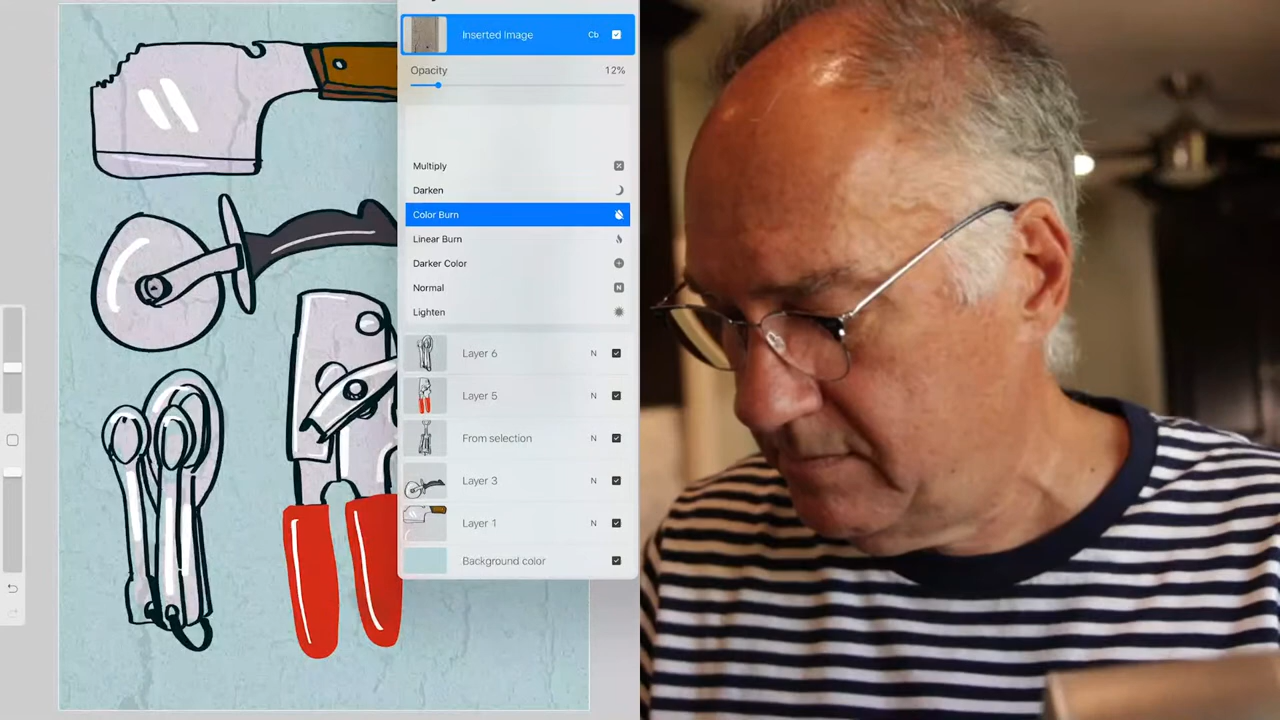 Inserted Image Cb
Opacity 12%
Multiply
Darken
Color Burn
Linear Burn
Darker Color
Normal N
Lighten
Layer 6 N
Layer 5 N
From selection N
Layer 3 N
Layer 1 N
Background color